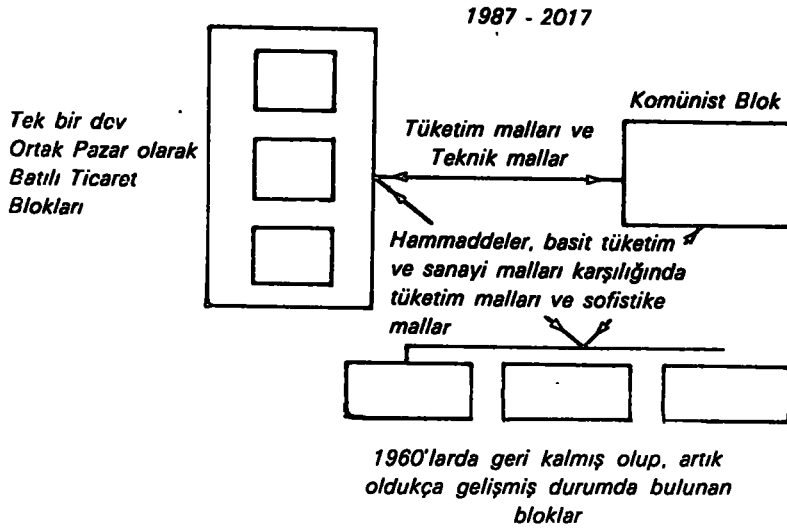 1987 - 2017
Tek bir dev
Ortak Pazar olarak
Batılı Ticaret
Blokları
Komünist Blok
Tüketim malları ve
Teknik mallar
Hammaddeler, basit tüketim
ve sanayi malları karşılığında
tüketim malları ve sofistike
mallar
1960'larda geri kalmış olup, artık
oldukça gelişmiş durumda bulunan
bloklar